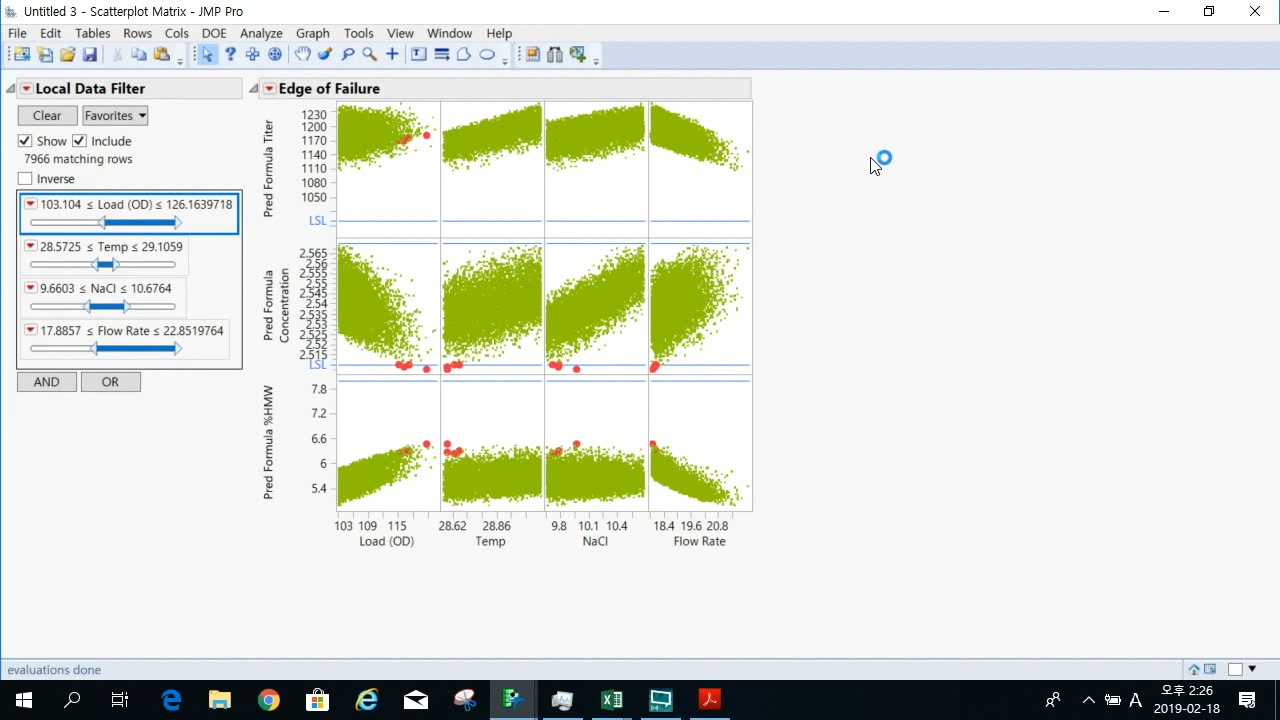 Untitled 3 - Scatterplot Matrix - JMP Pro
File Edit Tables Rows Cols DOE Analyze Graph Tools View Window Help
Local Data Filter
Clear Favorites
Show Include
7966 matching rows
Inverse
103.104 ≤ Load (OD) ≤ 126.1639718
28.5725 ≤ Temp ≤ 29.1059
9.6603 ≤ NaCl ≤ 10.6764
17.8857 ≤ Flow Rate ≤ 22.8519764
AND OR
Edge of Failure
Pred Formula Titer
1230
1200
1170
1140
1110
1080
1050
LSL
Pred Formula
Concentration
2.565
2.56
2.555
2.55
2.545
2.54
2.535
2.53
2.525
2.52
2.515
LSL
Pred Formula %HMW
7.8
7.2
6.6
6
5.4
103 109 115 28.62 28.86 9.8 10.1 10.4 18.4 19.6 20.8
Load (OD) Temp NaCl Flow Rate
evaluations done
A
오후 2:26
2019-02-18